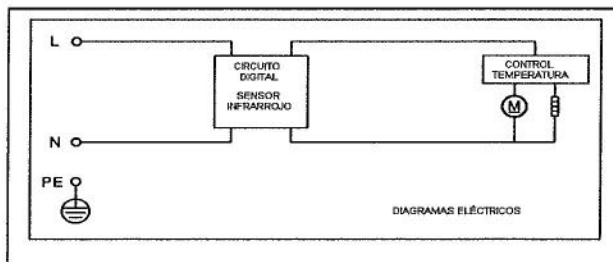 L
CIRCUITO
DIGITAL
SENSOR
INFRARROJO
CONTROL
TEMPERATURA
M
N
PE
DIAGRAMAS ELÉCTRICOS